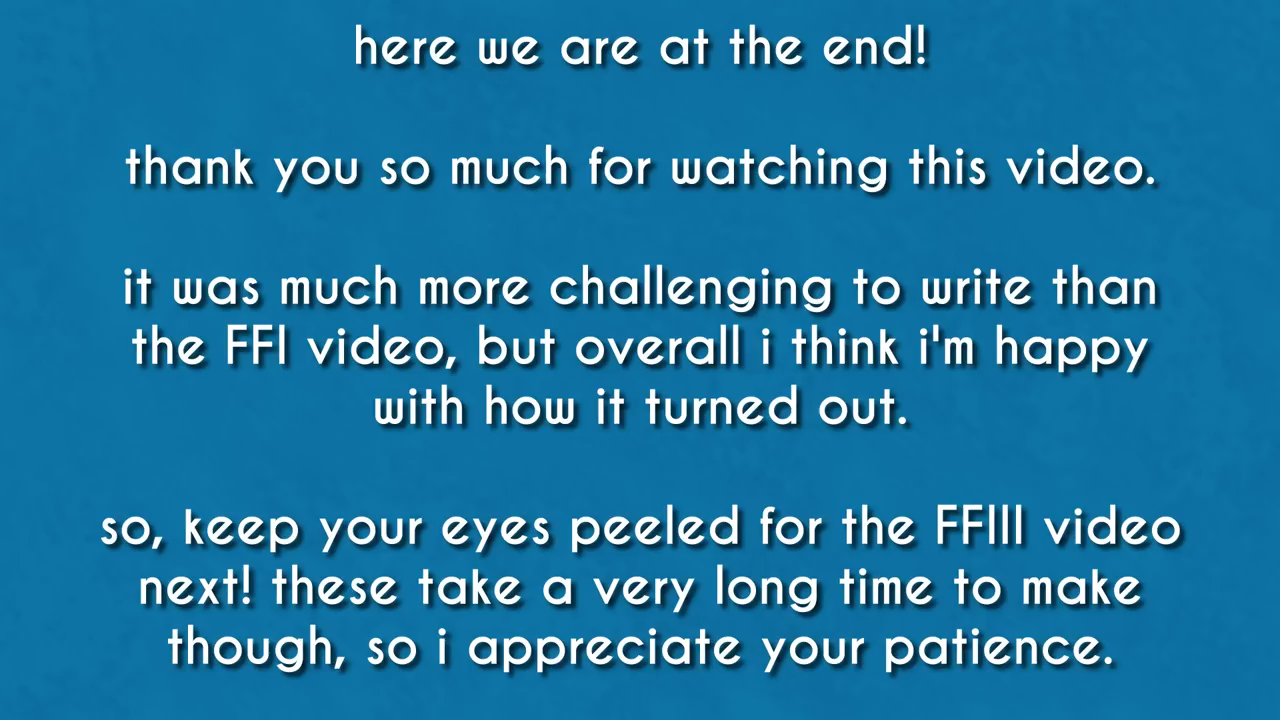 here we are at the end!
thank you so much for watching this video.
it was much more challenging to write than
the FFI video, but overall i think i'm happy
with how it turned out.
so, keep your eyes peeled for the FFIII video
next! these take a very long time to make
though, so i appreciate your patience.